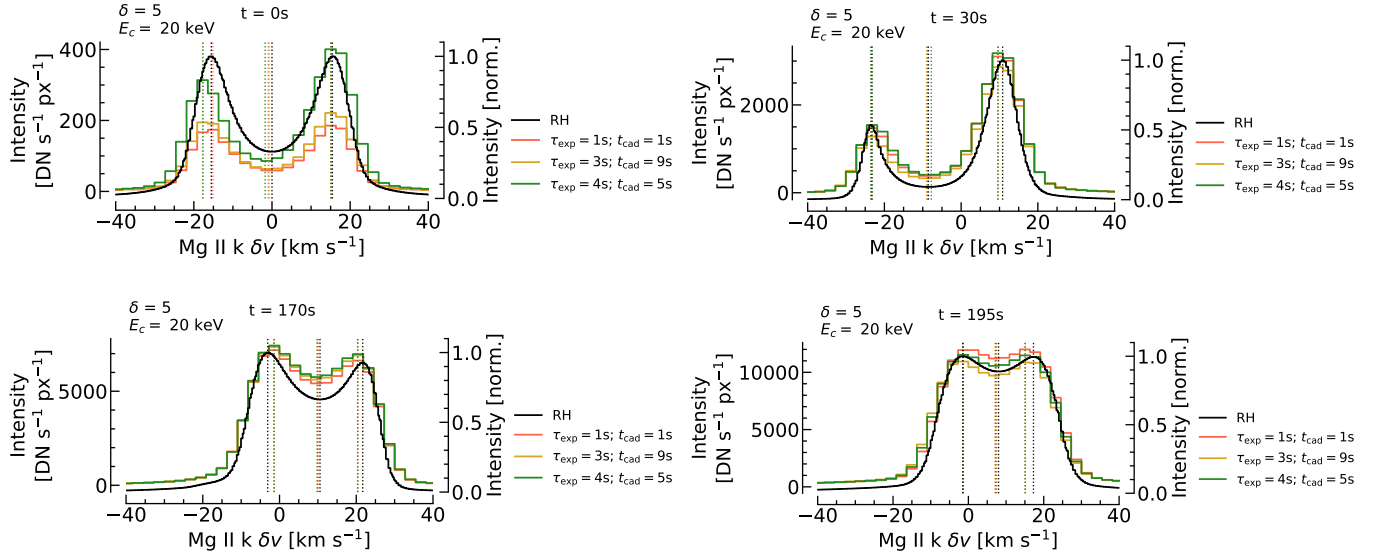 δ = 5
E_c = 20 keV
t = 0s
400
200
0
Intensity
[DN s⁻¹ px⁻¹]
1.0
0.5
0.0
Intensity [norm.]
−40 −20 0 20 40
Mg II k δv [km s⁻¹]
RH
τ_exp = 1s; t_cad = 1s
τ_exp = 3s; t_cad = 9s
τ_exp = 4s; t_cad = 5s
δ = 5
E_c = 20 keV
t = 30s
2000
0
Intensity
[DN s⁻¹ px⁻¹]
1.0
0.5
0.0
Intensity [norm.]
−40 −20 0 20 40
Mg II k δv [km s⁻¹]
RH
τ_exp = 1s; t_cad = 1s
τ_exp = 3s; t_cad = 9s
τ_exp = 4s; t_cad = 5s
δ = 5
E_c = 20 keV
t = 170s
5000
0
Intensity
[DN s⁻¹ px⁻¹]
1.0
0.5
0.0
Intensity [norm.]
−40 −20 0 20 40
Mg II k δv [km s⁻¹]
RH
τ_exp = 1s; t_cad = 1s
τ_exp = 3s; t_cad = 9s
τ_exp = 4s; t_cad = 5s
δ = 5
E_c = 20 keV
t = 195s
10000
5000
0
Intensity
[DN s⁻¹ px⁻¹]
1.0
0.5
0.0
Intensity [norm.]
−40 −20 0 20 40
Mg II k δv [km s⁻¹]
RH
τ_exp = 1s; t_cad = 1s
τ_exp = 3s; t_cad = 9s
τ_exp = 4s; t_cad = 5s